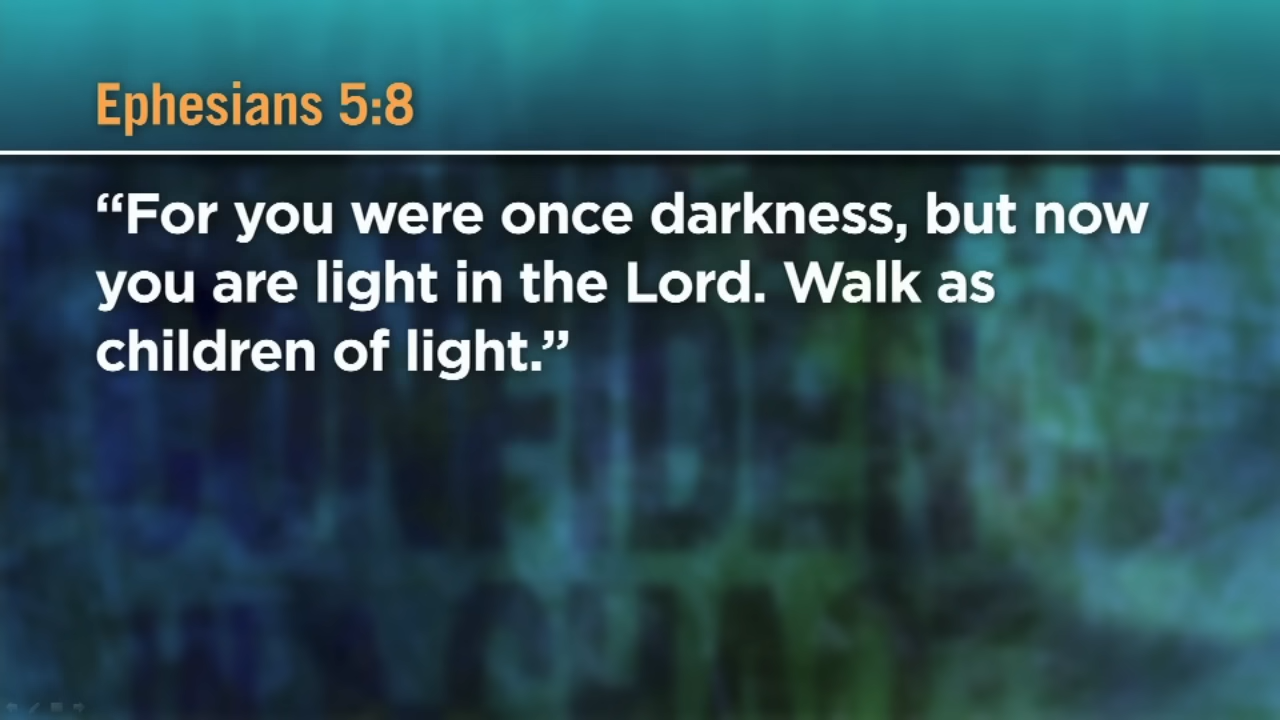 Ephesians 5:8
“For you were once darkness, but now
you are light in the Lord. Walk as
children of light.”